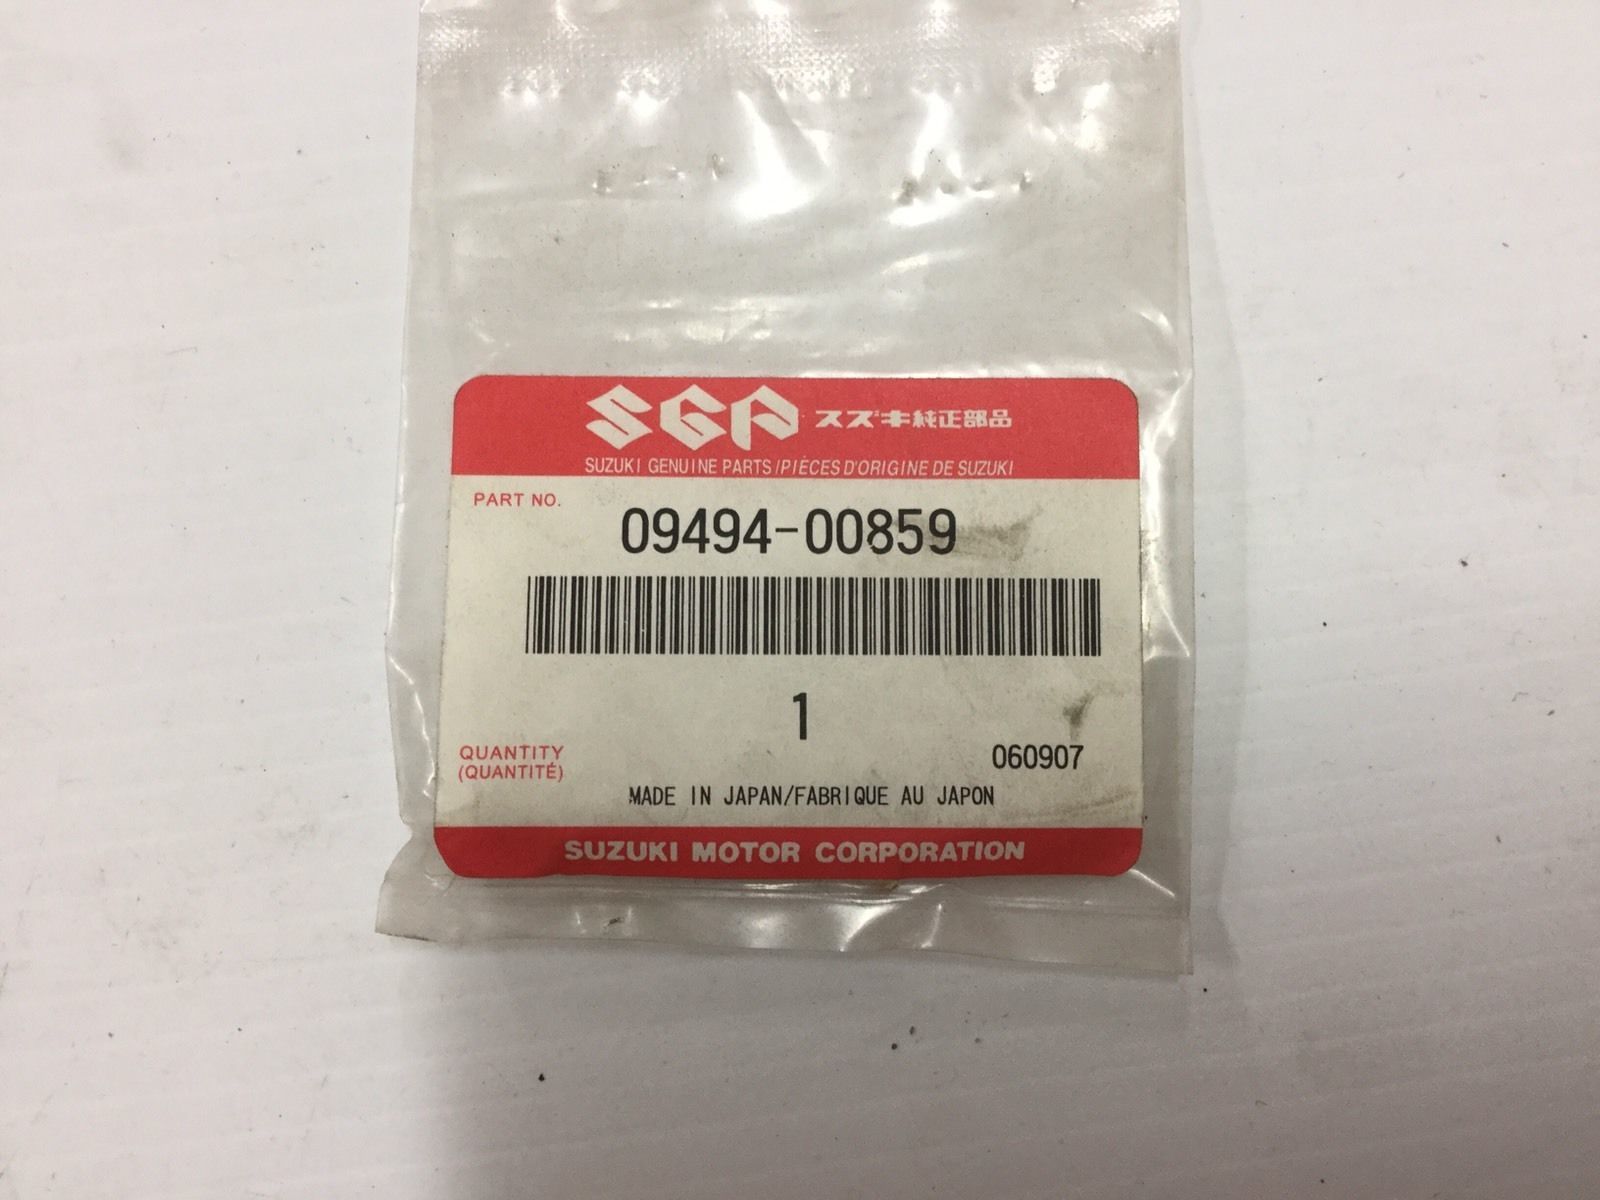 SGP スズキ純正部品
SUZUKI GENUINE PARTS/PIÈCES D'ORIGINE DE SUZUKI
PART NO.
09494-00859
1
QUANTITY
(QUANTITÉ)
060907
MADE IN JAPAN/FABRIQUE AU JAPON
SUZUKI MOTOR CORPORATION